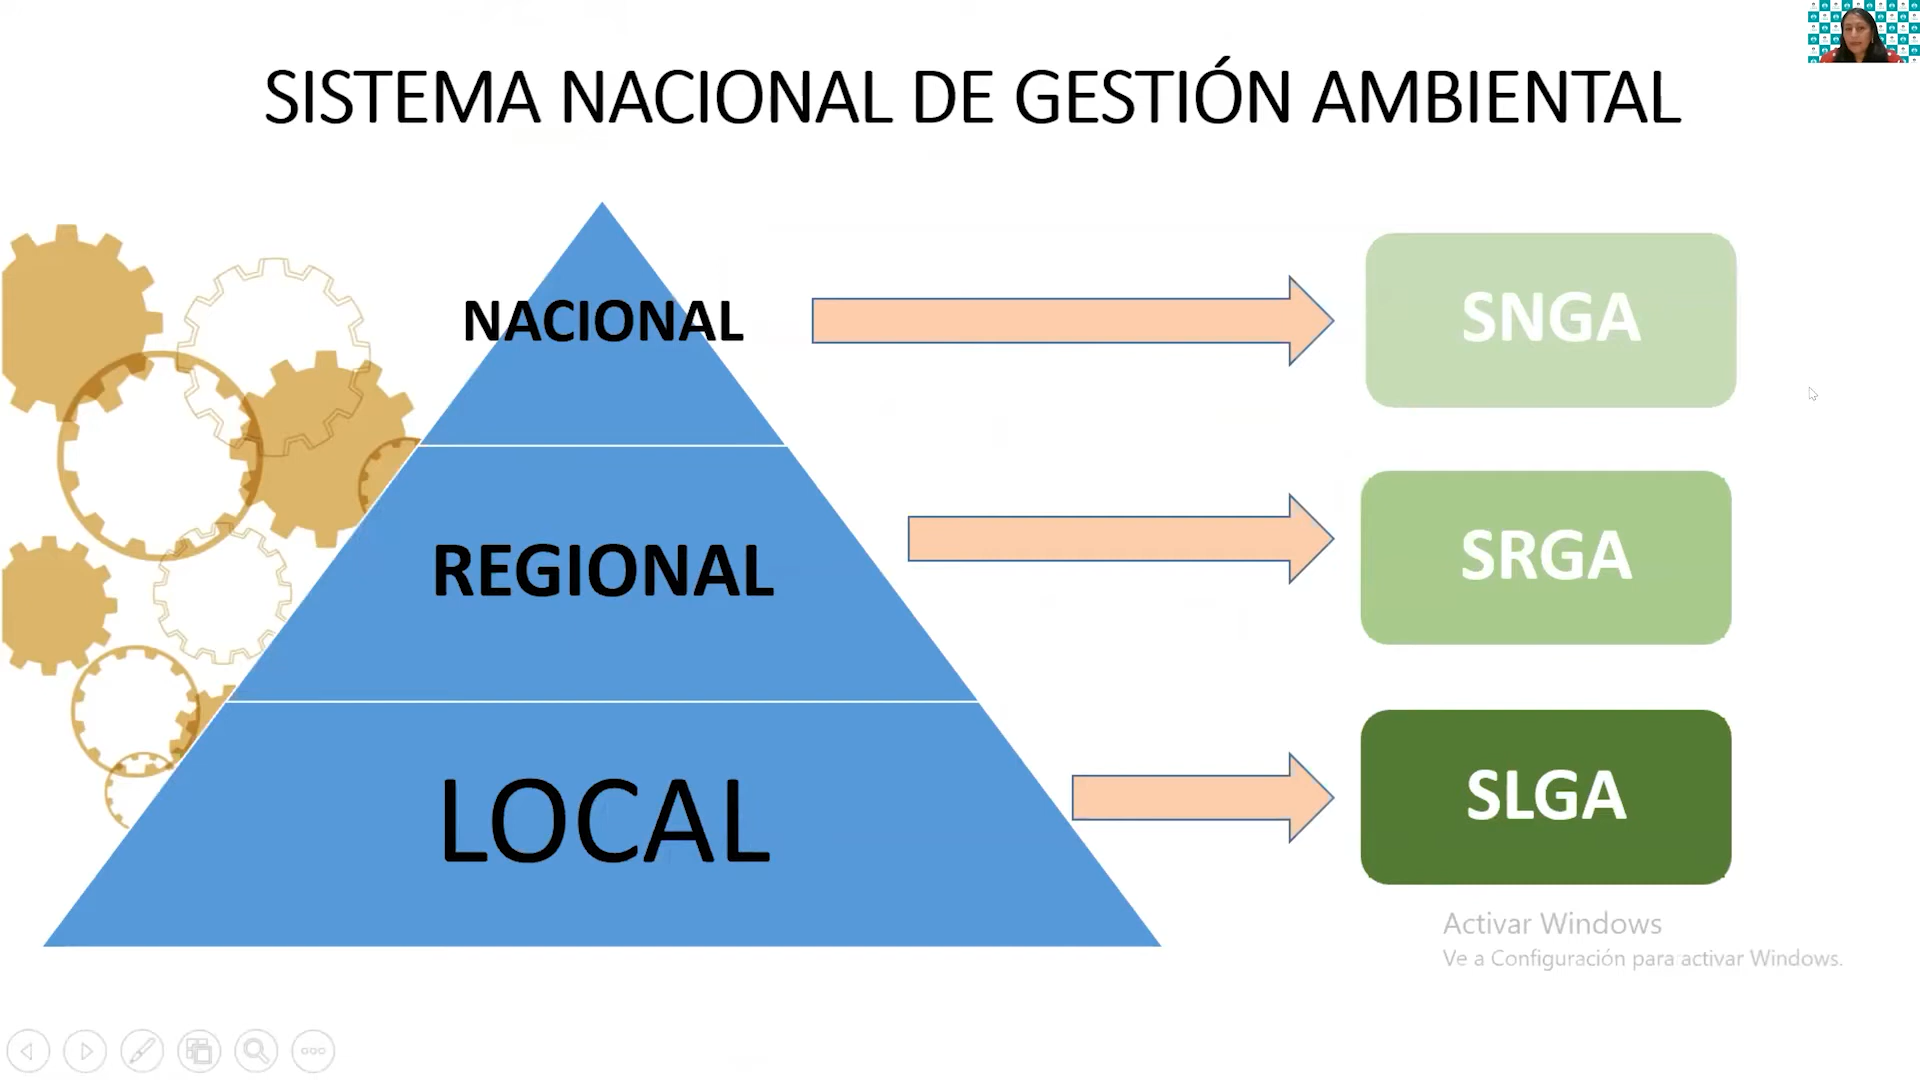 SISTEMA NACIONAL DE GESTIÓN AMBIENTAL
NACIONAL
SNGA
REGIONAL
SRGA
LOCAL
SLGA
Activar Windows
Ve a Configuración para activar Windows.